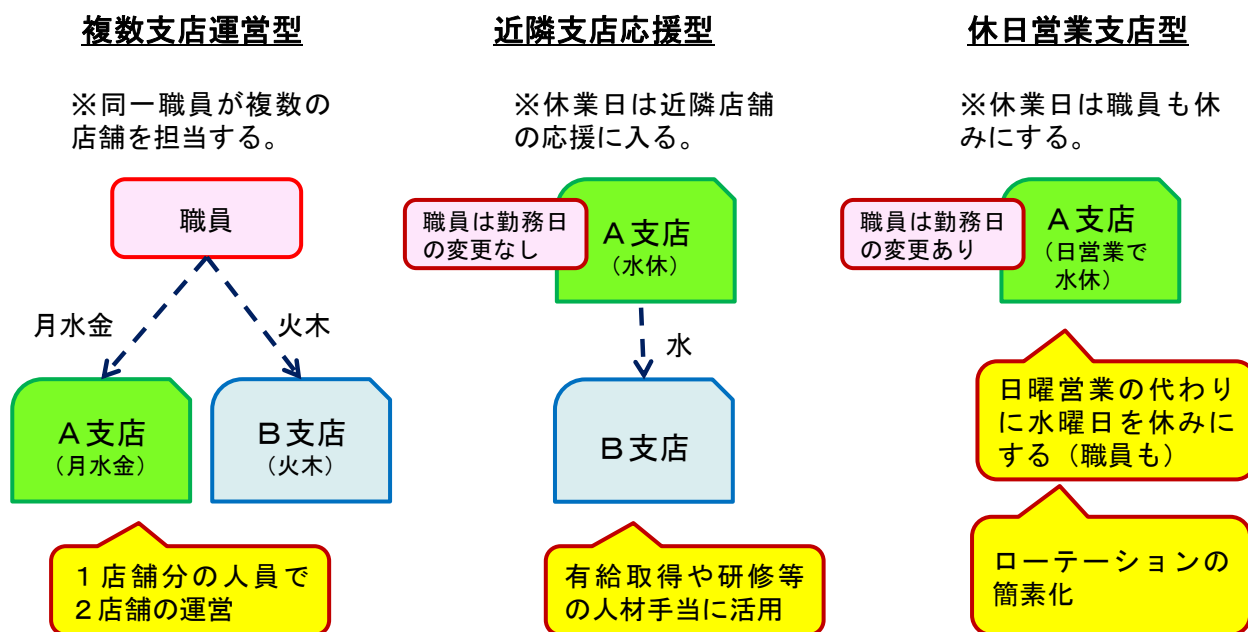 複数支店運営型
※同一職員が複数の
店舗を担当する。
職員
月水金
火木
A支店
（月水金）
B支店
（火木）
１店舗分の人員で
２店舗の運営
近隣支店応援型
※休業日は近隣店舗
の応援に入る。
職員は勤務日
の変更なし
A支店
（水休）
水
B支店
有給取得や研修等
の人材手当に活用
休日営業支店型
※休業日は職員も休
みにする。
職員は勤務日
の変更あり
A支店
（日営業で
水休）
日曜営業の代わり
に水曜日を休みに
する（職員も）
ローテーションの
簡素化